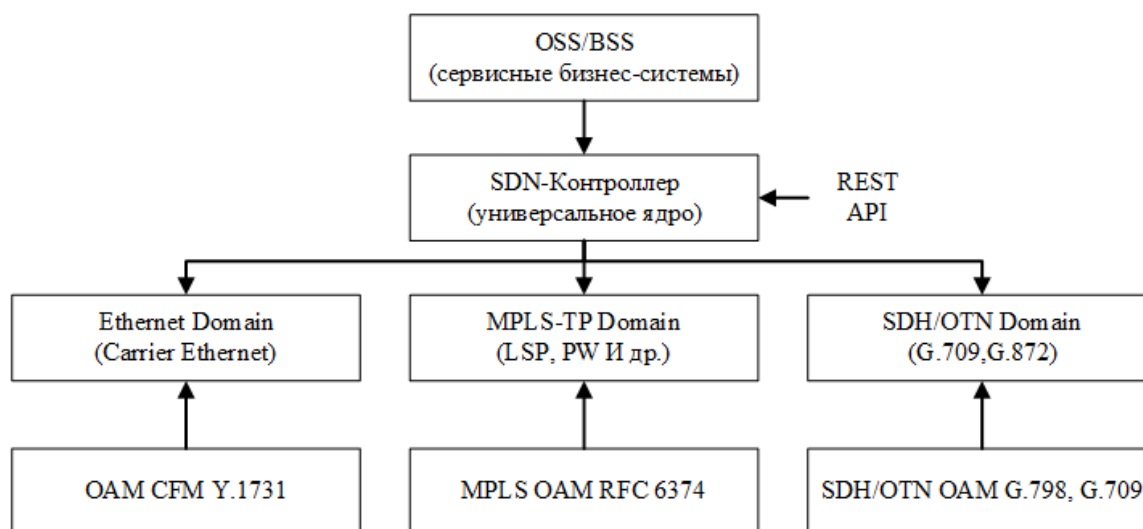 OSS/BSS
(сервисные бизнес-системы)
SDN-Контроллер
(универсальное ядро)
REST
API
Ethernet Domain
(Carrier Ethernet)
MPLS-TP Domain
(LSP, PW И др.)
SDH/OTN Domain
(G.709,G.872)
OAM CFM Y.1731
MPLS OAM RFC 6374
SDH/OTN OAM G.798, G.709